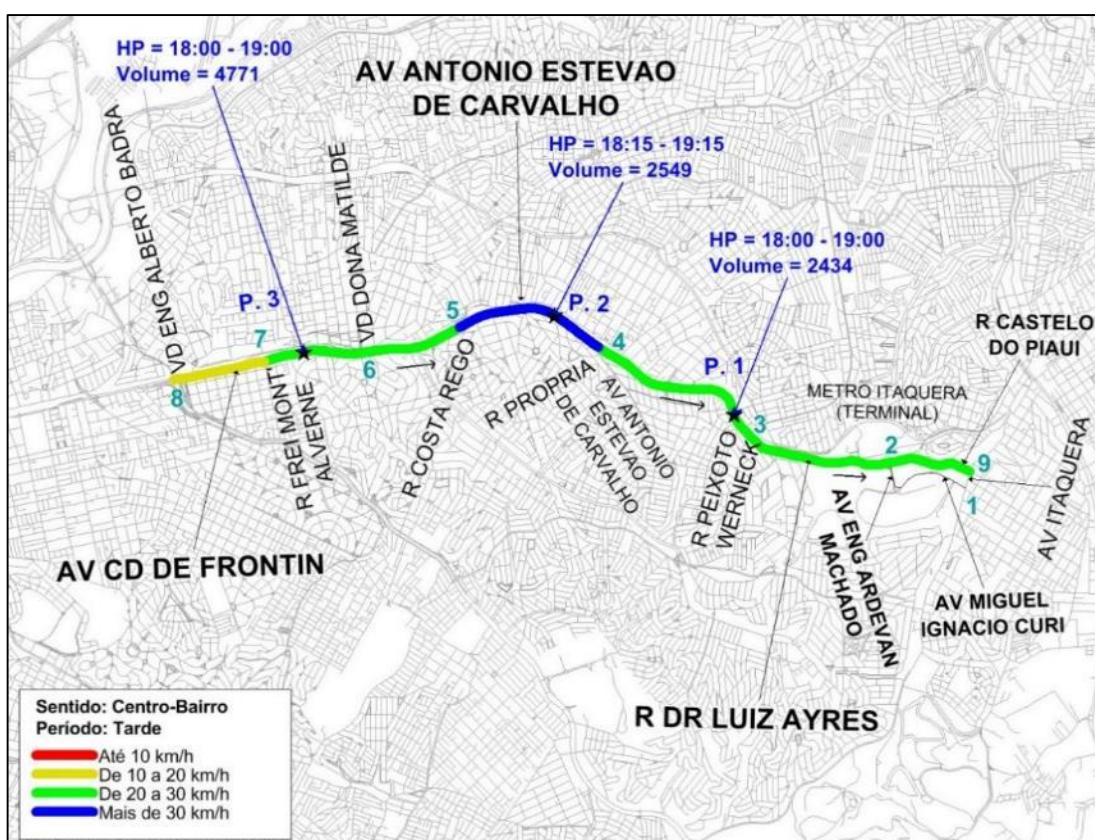 HP = 18:00 - 19:00
Volume = 4771
AV ANTONIO ESTEVAO
DE CARVALHO
HP = 18:15 - 19:15
Volume = 2549
HP = 18:00 - 19:00
Volume = 2434
VD ENG ALBERTO BADRA
VD DONA MATILDE
P. 3
P. 2
P. 1
8
7
6
5
4
3
2
9
1
R FREI MONT'
ALVERNE
R COSTA REGO
R PROPRIA
AV ANTONIO
ESTEVAO
DE CARVALHO
R PEIXOTO
WERNECK
METRO ITAQUERA
(TERMINAL)
R CASTELO
DO PIAUI
AV ITAQUERA
AV ENG ARDEVAN
MACHADO
AV MIGUEL
IGNACIO CURI
AV CD DE FRONTIN
R DR LUIZ AYRES
Sentido: Centro-Bairro
Período: Tarde
Até 10 km/h
De 10 a 20 km/h
De 20 a 30 km/h
Mais de 30 km/h